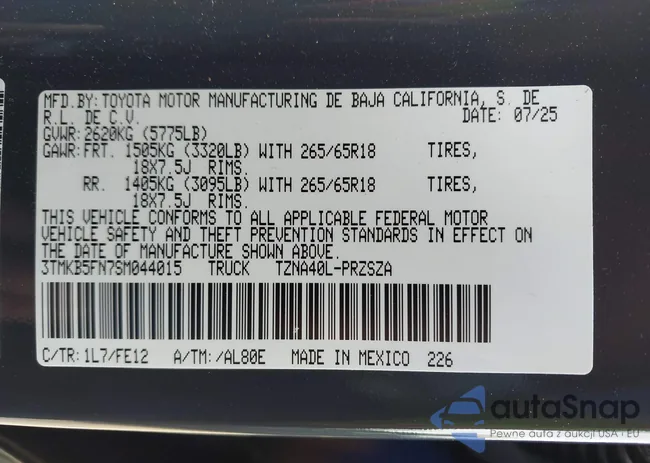 MFD.BY: TOYOTA MOTOR MANUFACTURING DE BAJA CALIFORNIA, S. DE
R.L. DE C.V. DATE: 07/25
GVWR: 2620KG (5775LB)
GAWR: FRT. 1505KG (3320LB) WITH 265/65R18 TIRES,
18X7.5J RIMS.
RR. 1405KG (3095LB) WITH 265/65R18 TIRES,
18X7.5J RIMS.
THIS VEHICLE CONFORMS TO ALL APPLICABLE FEDERAL MOTOR
VEHICLE SAFETY AND THEFT PREVENTION STANDARDS IN EFFECT ON
THE DATE OF MANUFACTURE SHOWN ABOVE.
3TMKB5FN7SM044015 TRUCK TZNA40L-PRZSZA
C/TR: 1L7/FE12 A/TM: /AL80E MADE IN MEXICO 226
autaSnap
Pewne auta z aukcji USA i EU